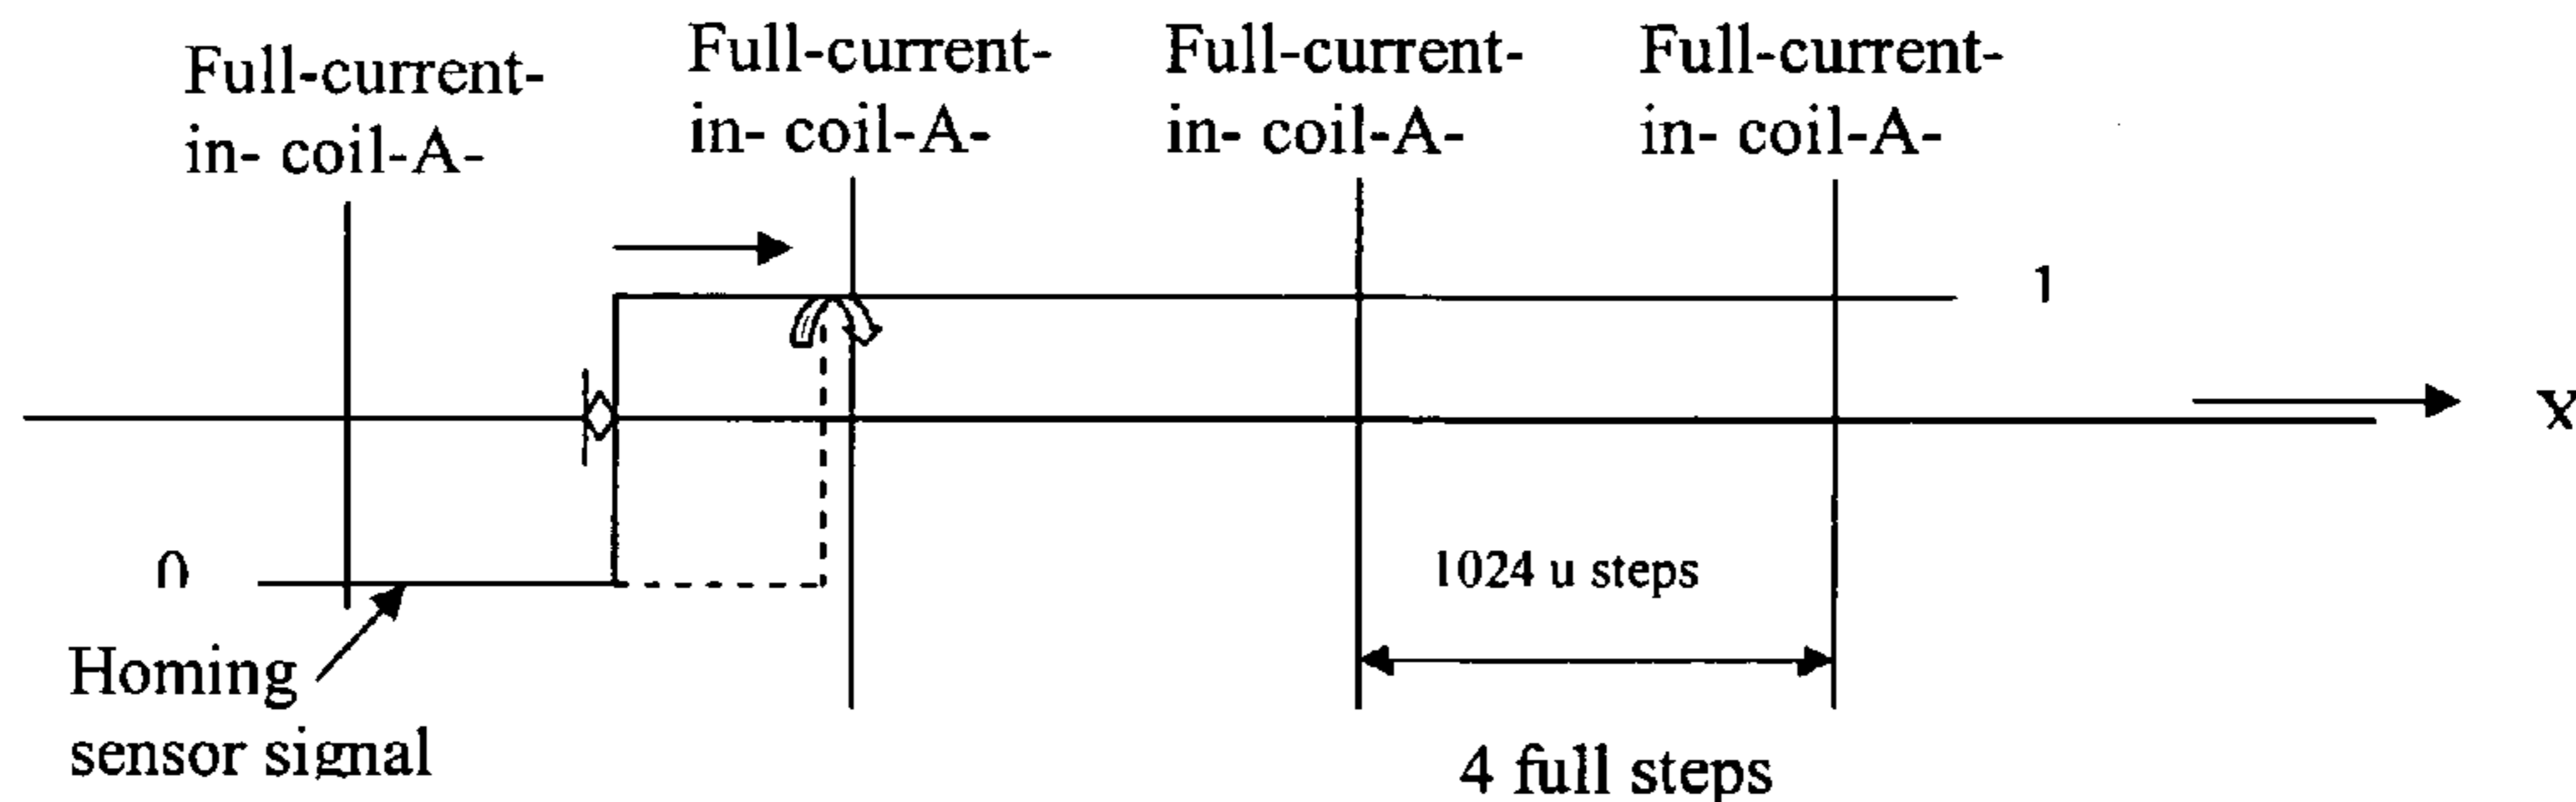 Full-current-
in- coil-A-
Full-current-
in- coil-A-
Full-current-
in- coil-A-
Full-current-
in- coil-A-
1
X
0
1024 u steps
Homing
sensor signal
4 full steps